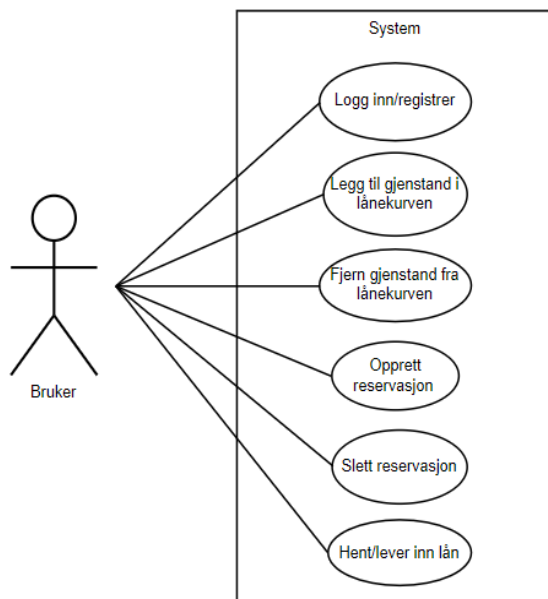 System
Logg inn/registrer
Legg til gjenstand i
lånekurven
Fjern gjenstand fra
lånekurven
Opprett
reservasjon
Bruker
Slett reservasjon
Hent/lever inn lån